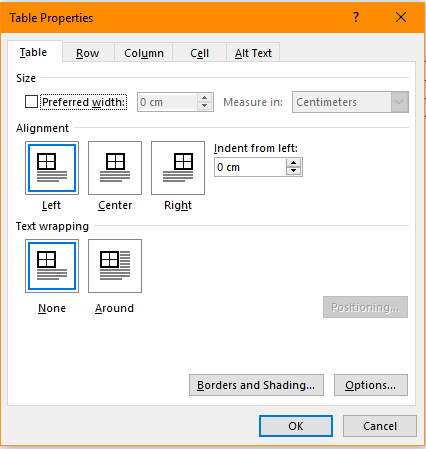 Table Properties ? ×
Table Row Column Cell Alt Text
Size
Preferred width: 0 cm Measure in: Centimeters
Alignment
Indent from left:
0 cm
Left Center Right
Text wrapping
None Around
Positioning...
Borders and Shading... Options...
OK Cancel